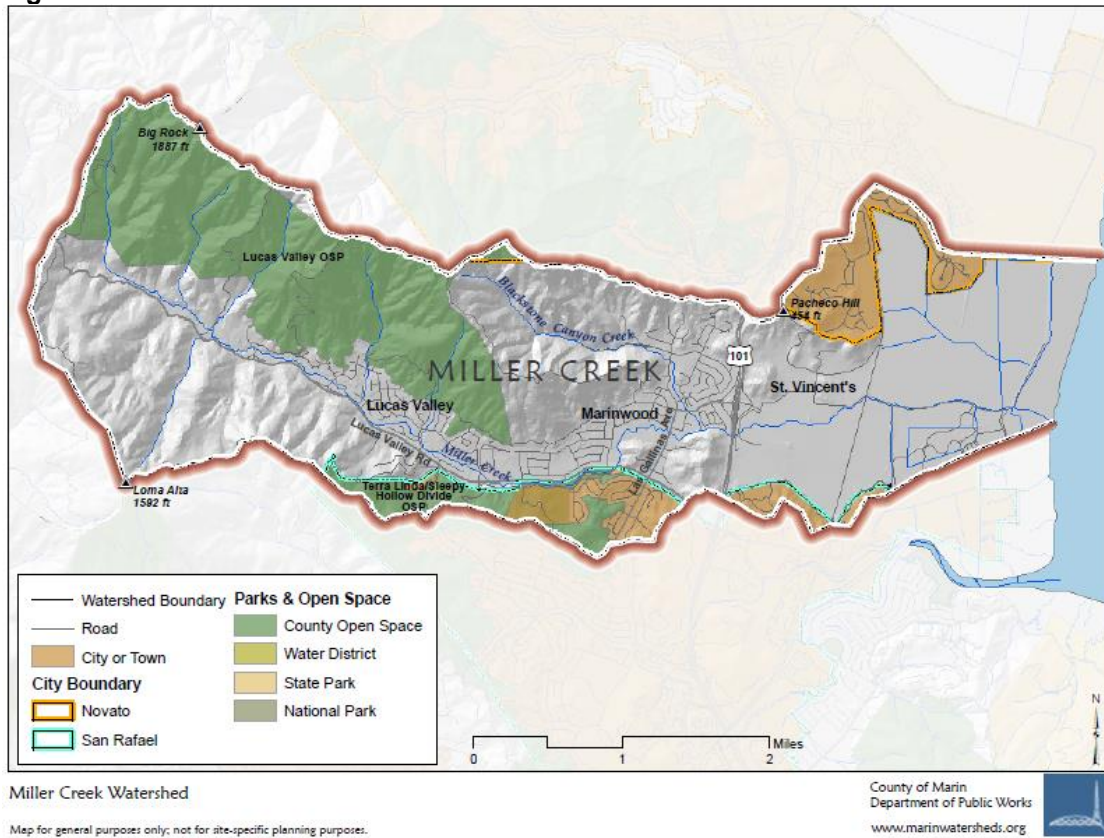 Big Rock
1887 ft
Lucas Valley OSP
Blackstone Canyon Creek
Pacheco Hill
454 ft
101
MILLER CREEK
St. Vincent's
Lucas Valley
Marinwood
Lucas Valley Rd
Miller Creek
Las Gallinas Ave
Loma Alta
1592 ft
Terra Linda/Sleepy
Hollow Divide
OSP
Watershed Boundary
Road
City or Town
City Boundary
Novato
San Rafael
Parks & Open Space
County Open Space
Water District
State Park
National Park
Miles
0 1 2
N
Miller Creek Watershed
Map for general purposes only; not for site-specific planning purposes.
County of Marin
Department of Public Works
www.marinwatersheds.org